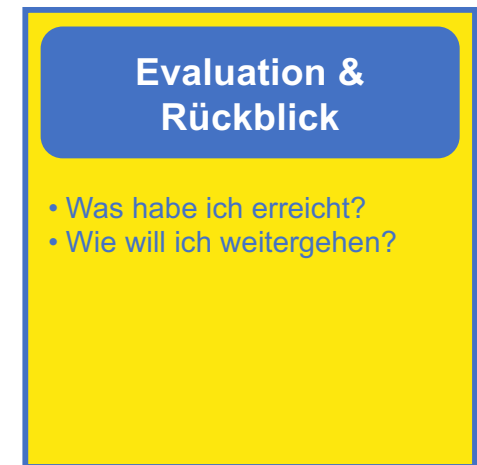 Evaluation &
Rückblick
• Was habe ich erreicht?
• Wie will ich weitergehen?